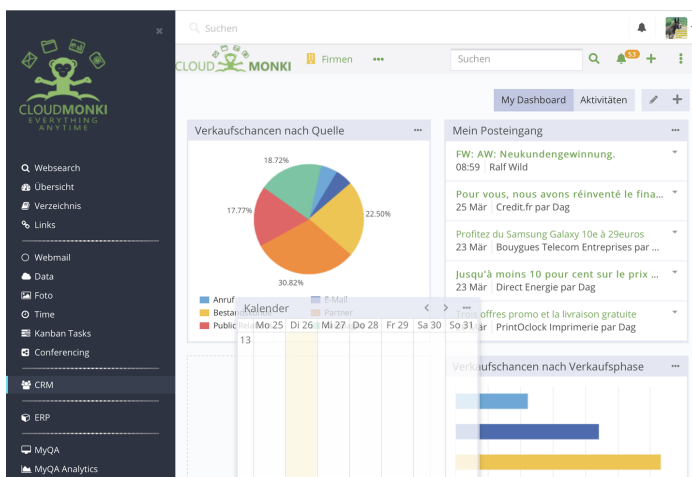 ×
Suchen
CLOUDMONKI
EVERYTHING
ANYTIME
Websearch
Übersicht
Verzeichnis
Links
Webmail
Data
Foto
Time
Kanban Tasks
Conferencing
CRM
ERP
MyQA
MyQA Analytics
CLOUD MONKI
Firmen
Suchen
53
My Dashboard Aktivitäten
Verkaufschancen nach Quelle
18.72%
17.77%
22.50%
30.82%
Anruf E-Mail
Partner
Public
Mein Posteingang
FW: AW: Neukundengewinnung.
08:59 Ralf Wild
Pour vous, nous avons réinventé le fina...
25 Mär Credit.fr par Dag
Profitez du Samsung Galaxy 10e à 29euros
23 Mär Bouygues Telecom Entreprises par ...
Jusqu'à moins 10 pour cent sur le prix ...
23 Mär Direct Energie par Dag
Trois offres promo et la livraison gratuite
Mär PrintOclock Imprimerie par Dag
Kalender
Mo 25 Di 26 Mi 27 Do 28 Fr 29 Sa 30 So 31
13
Verkaufschancen nach Verkaufsphase